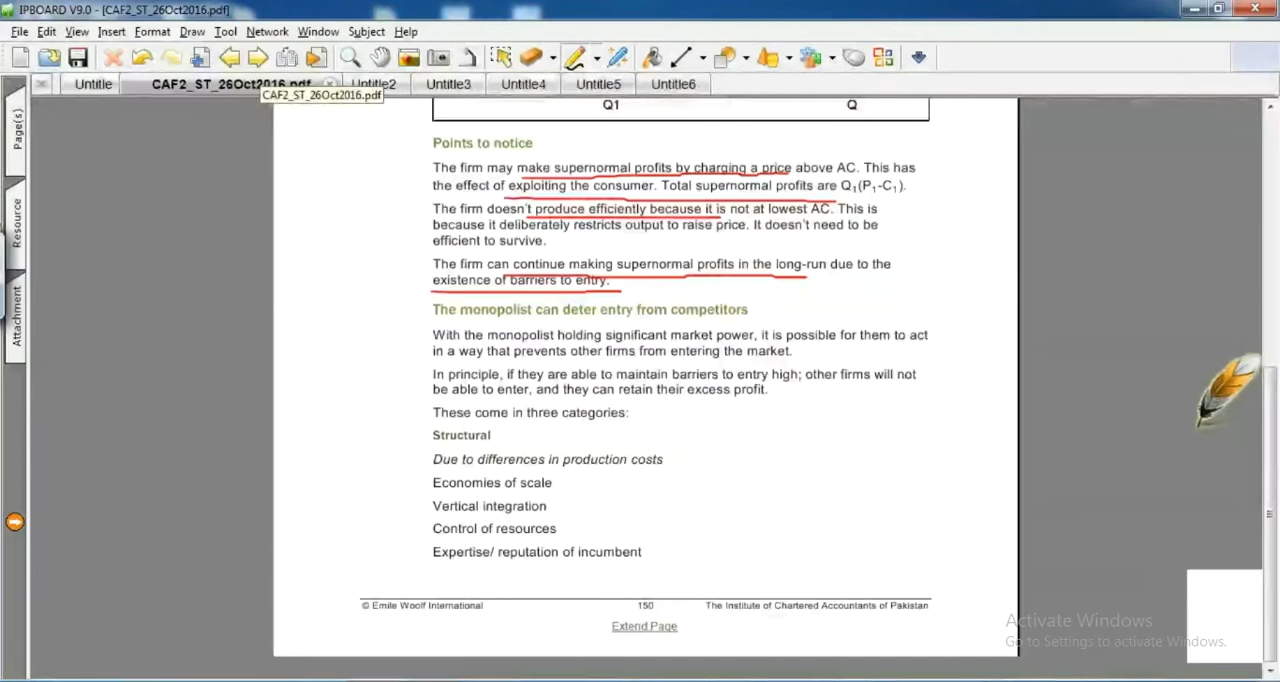 IPBOARD V9.0 - [CAF2_ST_26Oct2016.pdf]
File Edit View Insert Format Draw Tool Network Window Subject Help
Untitle CAF2_ST_26Oct2016.pdf Untitle2 Untitle3 Untitle4 Untitle5 Untitle6
CAF2_ST_26Oct2016.pdf
Page(s)
Resource
Attachment
Q1 Q
Points to notice
The firm may make supernormal profits by charging a price above AC. This has
the effect of exploiting the consumer. Total supernormal profits are Q1(P1-C1).
The firm doesn't produce efficiently because it is not at lowest AC. This is
because it deliberately restricts output to raise price. It doesn't need to be
efficient to survive.
The firm can continue making supernormal profits in the long-run due to the
existence of barriers to entry.
The monopolist can deter entry from competitors
With the monopolist holding significant market power, it is possible for them to act
in a way that prevents other firms from entering the market.
In principle, if they are able to maintain barriers to entry high; other firms will not
be able to enter, and they can retain their excess profit.
These come in three categories:
Structural
Due to differences in production costs
Economies of scale
Vertical integration
Control of resources
Expertise/ reputation of incumbent
© Emile Woolf International 150 The Institute of Chartered Accountants of Pakistan
Extend Page
Activate Windows
Go to Settings to activate Windows.